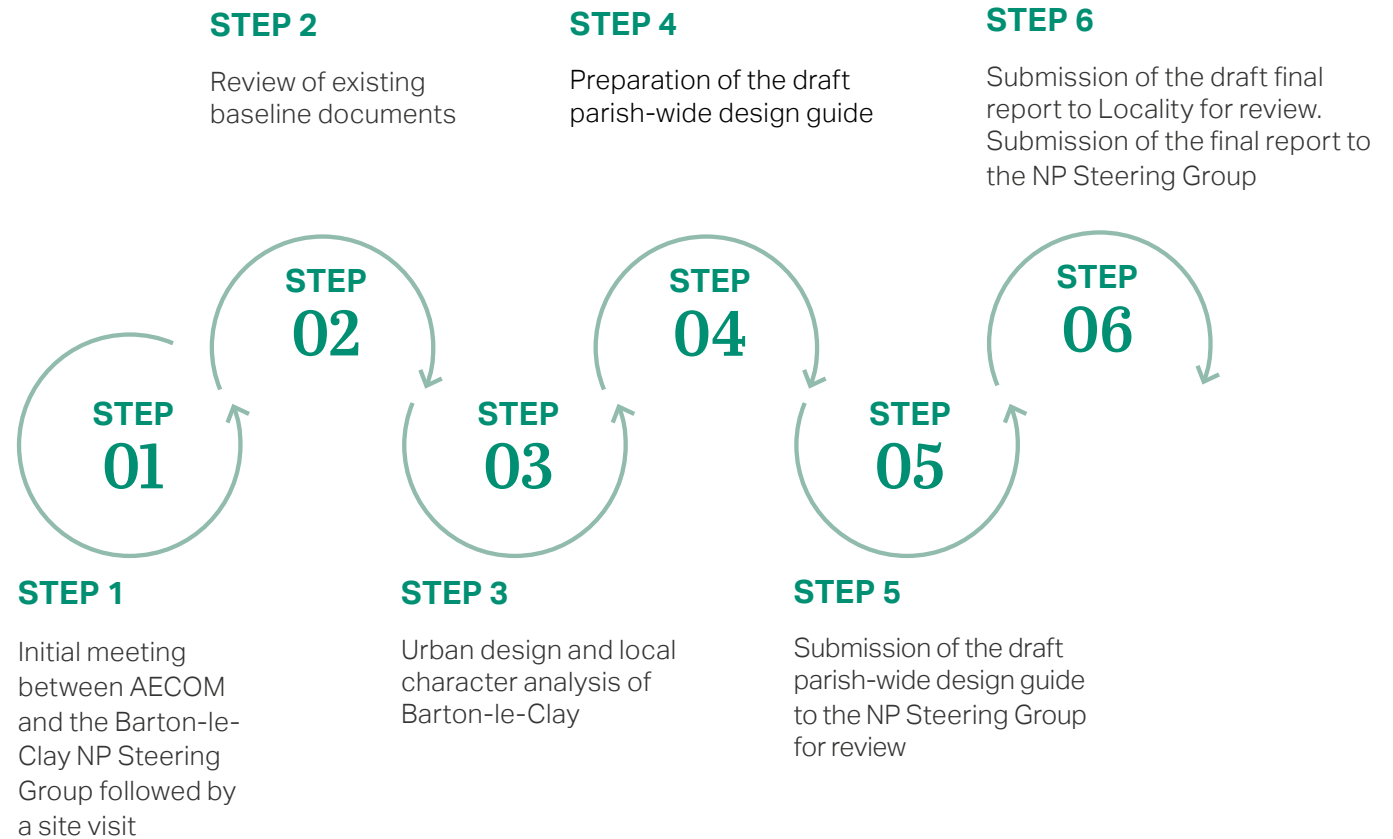 STEP 2
Review of existing
baseline documents
STEP 4
Preparation of the draft
parish-wide design guide
STEP 6
Submission of the draft final
report to Locality for review.
Submission of the final report to
the NP Steering Group
STEP
01
STEP
02
STEP
03
STEP
04
STEP
05
STEP
06
STEP 1
Initial meeting
between AECOM
and the Barton-le-
Clay NP Steering
Group followed by
a site visit
STEP 3
Urban design and local
character analysis of
Barton-le-Clay
STEP 5
Submission of the draft
parish-wide design guide
to the NP Steering Group
for review